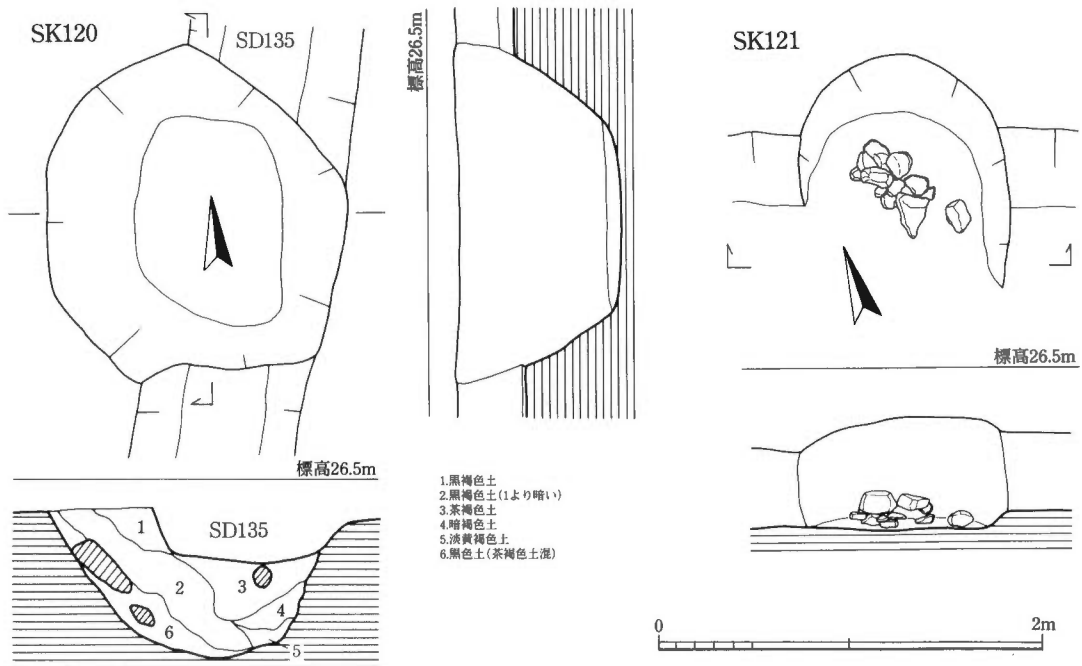 SK120
SD135
標高26.5m
SK121
標高26.5m
標高26.5m
SD135
1
2
3
4
5
6
1.黒褐色土
2.黒褐色土(1より暗い)
3.茶褐色土
4.暗褐色土
5.淡黄褐色土
6.黒色土(茶褐色土混)
0
2m